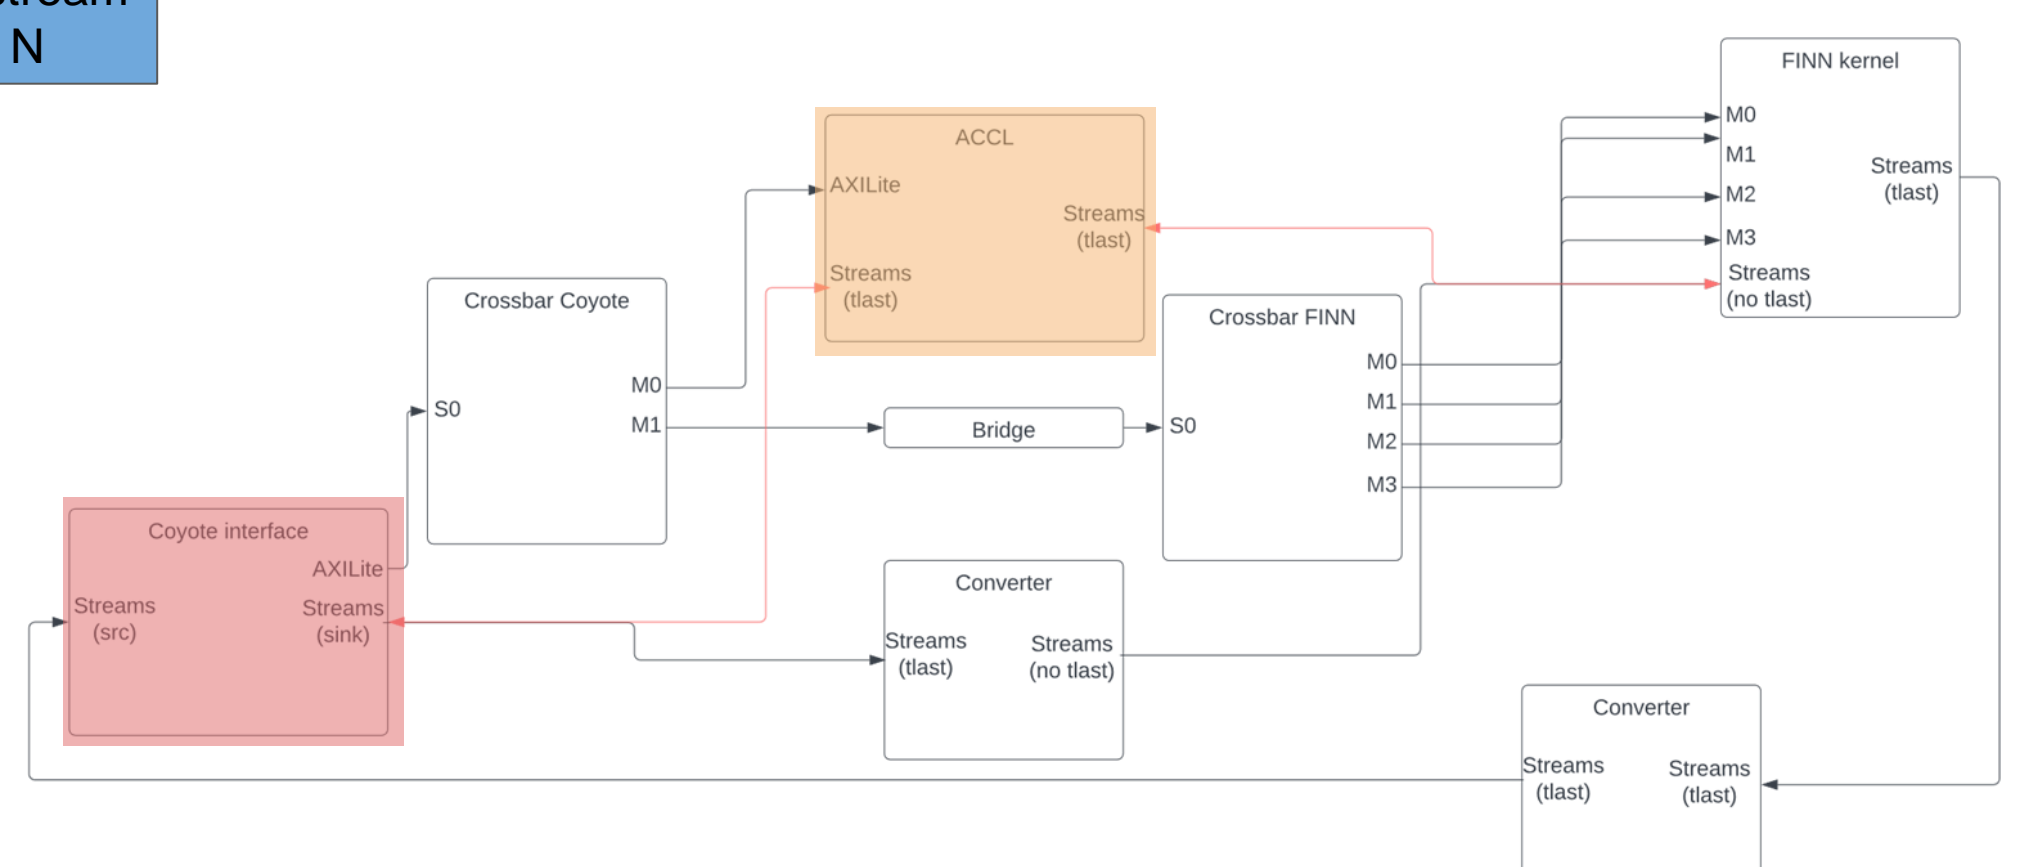 N
FINN kernel
M0
M1
M2
M3
Streams
(no tlast)
Streams
(tlast)
ACCL
AXILite
Streams
(tlast)
Streams
(tlast)
Crossbar Coyote
S0
M0
M1
Bridge
Crossbar FINN
S0
M0
M1
M2
M3
Coyote interface
AXILite
Streams
(src)
Streams
(sink)
Converter
Streams
(tlast)
Streams
(no tlast)
Converter
Streams
(tlast)
Streams
(tlast)